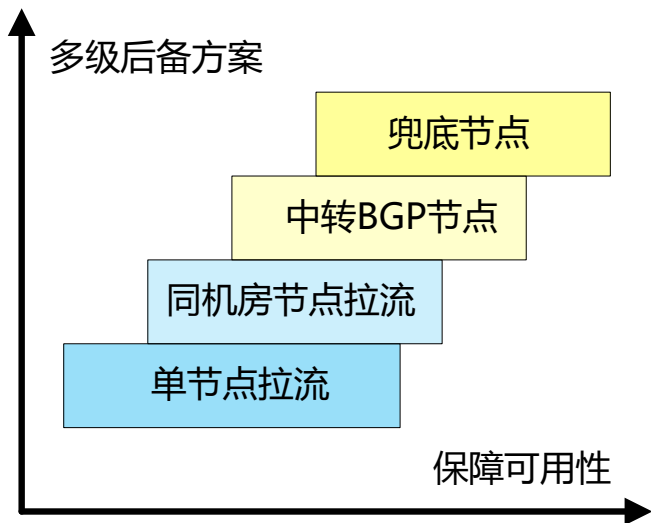 多级后备方案
兜底节点
中转BGP节点
同机房节点拉流
单节点拉流
保障可用性